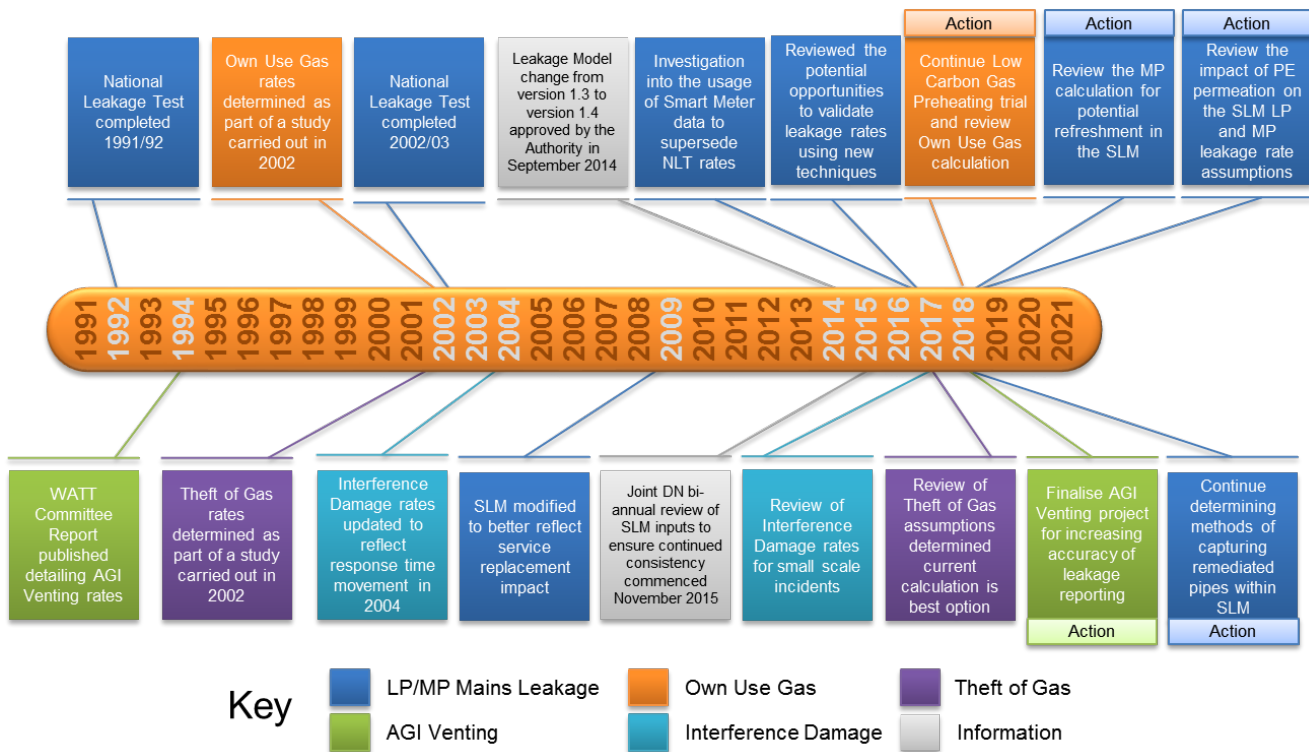 Action
Action
Action
National
Leakage Test
completed
1991/92
Own Use Gas
rates
determined as
part of a study
carried out in
2002
National
Leakage Test
completed
2002/03
Leakage Model
change from
version 1.3 to
version 1.4
approved by the
Authority in
September 2014
Investigation
into the usage
of Smart Meter
data to
supersede
NLT rates
Reviewed the
potential
opportunities
to validate
leakage rates
using new
techniques
Continue Low
Carbon Gas
Preheating trial
and review
Own Use Gas
calculation
Review the MP
calculation for
potential
refreshment in
the SLM
Review the
impact of PE
permeation on
the SLM LP
and MP
leakage rate
assumptions
1991
1992
1993
1994
1995
1996
1997
1998
1999
2000
2001
2002
2003
2004
2005
2006
2007
2008
2009
2010
2011
2012
2013
2014
2015
2016
2017
2018
2019
2020
2021
WATT
Committee
Report
published
detailing AGI
Venting rates
Theft of Gas
rates
determined as
part of a study
carried out in
2002
Interference
Damage rates
updated to
reflect
response time
movement in
2004
SLM modified
to better reflect
service
replacement
impact
Joint DN bi-
annual review of
SLM inputs to
ensure continued
consistency
commenced
November 2015
Review of
Interference
Damage rates
for small scale
incidents
Review of
Theft of Gas
assumptions
determined
current
calculation is
best option
Finalise AGI
Venting project
for increasing
accuracy of
leakage
reporting
Action
Continue
determining
methods of
capturing
remediated
pipes within
SLM
Action
Key
LP/MP Mains Leakage
Own Use Gas
Theft of Gas
AGI Venting
Interference Damage
Information